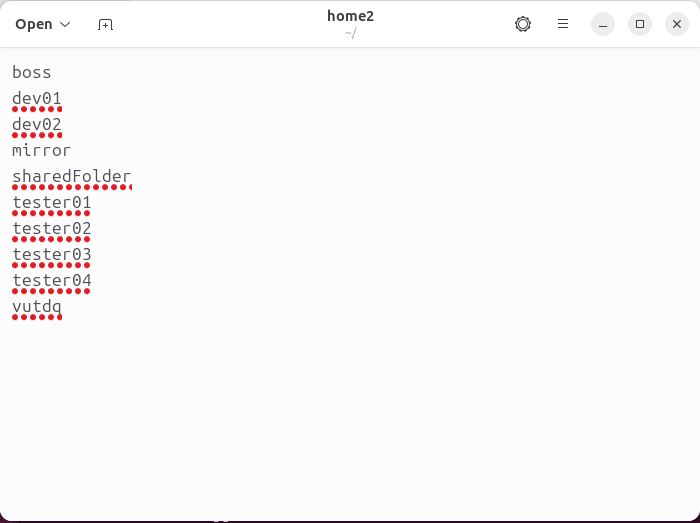 Open
home2
~/
boss
dev01
dev02
mirror
sharedFolder
tester01
tester02
tester03
tester04
vutdq